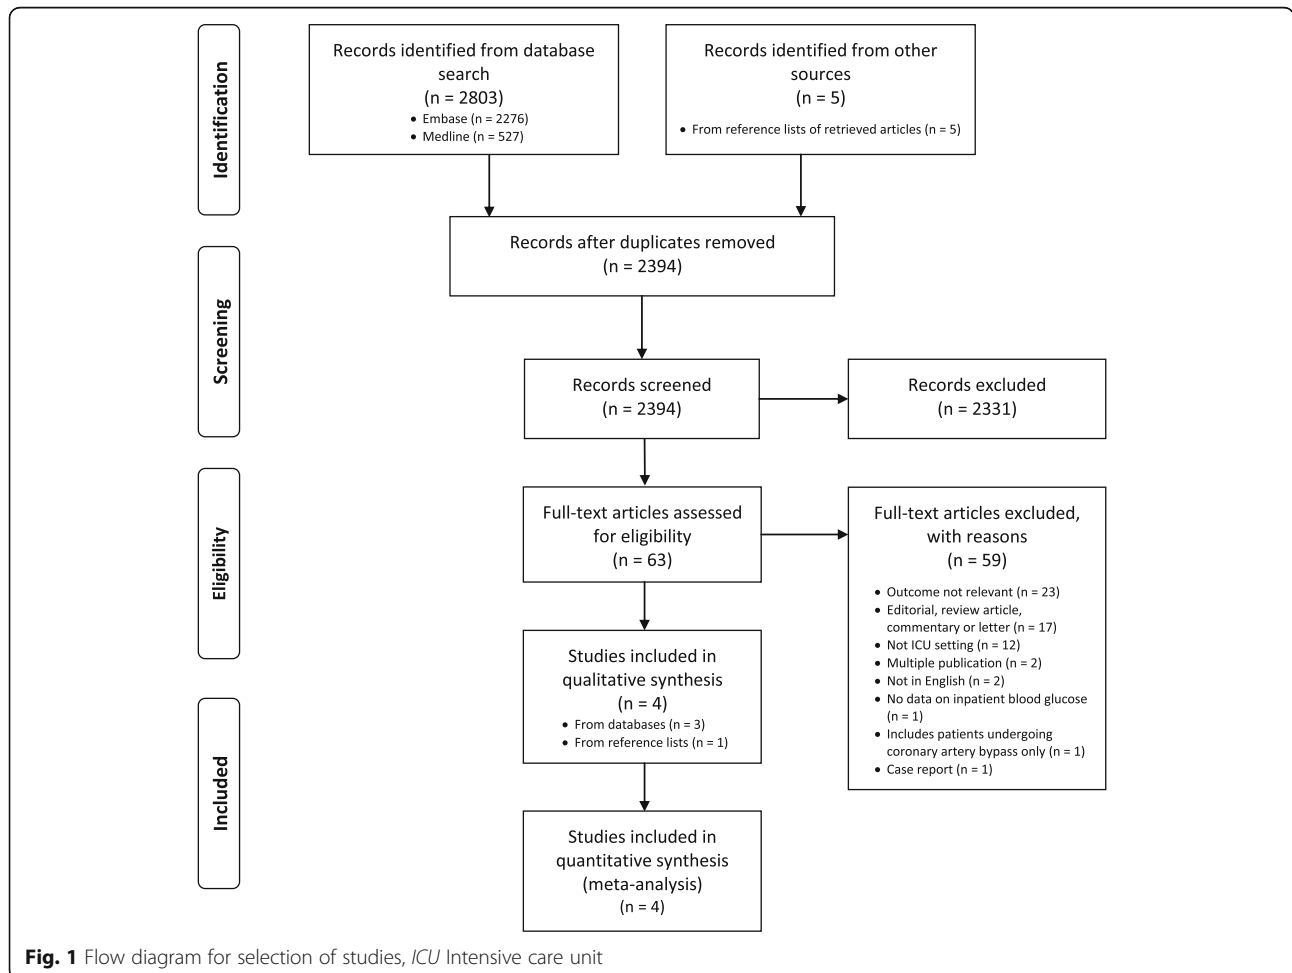 Identification
Records identified from database
search
(n = 2803)
• Embase (n = 2276)
• Medline (n = 527)
Records identified from other
sources
(n = 5)
• From reference lists of retrieved articles (n = 5)
Records after duplicates removed
(n = 2394)
Screening
Records screened
(n = 2394)
Records excluded
(n = 2331)
Eligibility
Full-text articles assessed
for eligibility
(n = 63)
Full-text articles excluded,
with reasons
(n = 59)
• Outcome not relevant (n = 23)
• Editorial, review article,
commentary or letter (n = 17)
• Not ICU setting (n = 12)
• Multiple publication (n = 2)
• Not in English (n = 2)
• No data on inpatient blood glucose
(n = 1)
• Includes patients undergoing
coronary artery bypass only (n = 1)
• Case report (n = 1)
Studies included in
qualitative synthesis
(n = 4)
• From databases (n = 3)
• From reference lists (n = 1)
Included
Studies included in
quantitative synthesis
(meta-analysis)
(n = 4)
Fig. 1 Flow diagram for selection of studies, ICU Intensive care unit